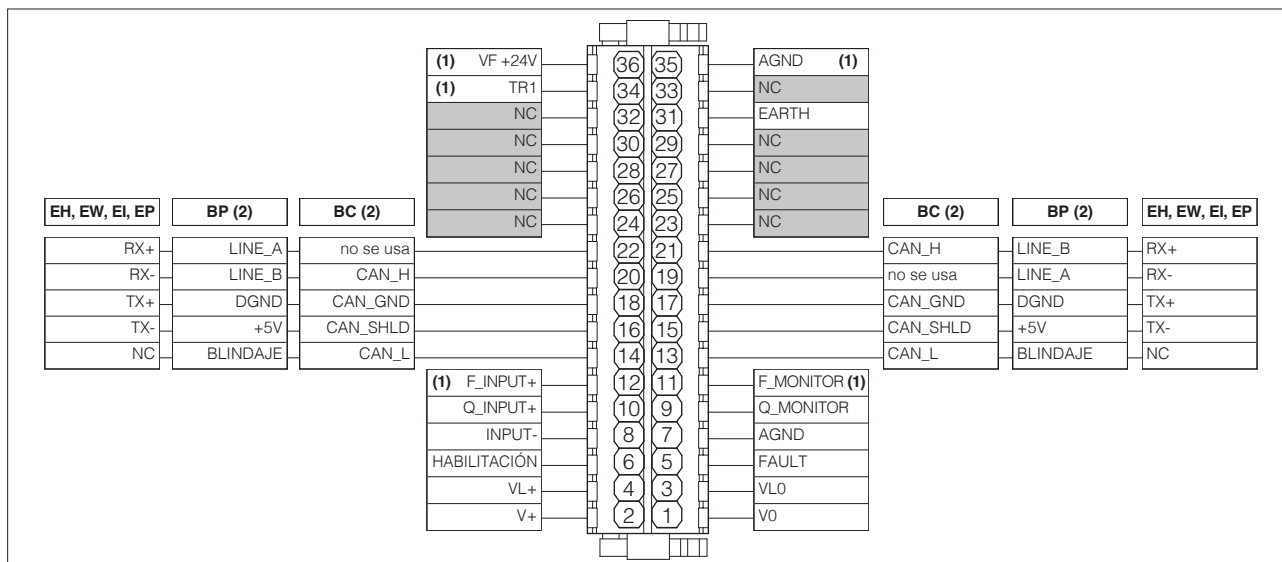 (1) VF +24V 36 35 AGND (1)
(1) TR1 34 33 NC
NC 32 31 EARTH
NC 30 29 NC
NC 28 27 NC
NC 26 25 NC
NC 24 23 NC
EH, EW, EI, EP BP (2) BC (2) BC (2) BP (2) EH, EW, EI, EP
RX+ LINE_A no se usa 22 21 CAN_H LINE_B RX+
RX- LINE_B CAN_H 20 19 no se usa LINE_A RX-
TX+ DGND CAN_GND 18 17 CAN_GND DGND TX+
TX- +5V CAN_SHLD 16 15 CAN_SHLD +5V TX-
NC BLINDAJE CAN_L 14 13 CAN_L BLINDAJE NC
(1) F_INPUT+ 12 11 F_MONITOR (1)
Q_INPUT+ 10 9 Q_MONITOR
INPUT- 8 7 AGND
HABILITACIÓN 6 5 FAULT
VL+ 4 3 VL0
V+ 2 1 V0